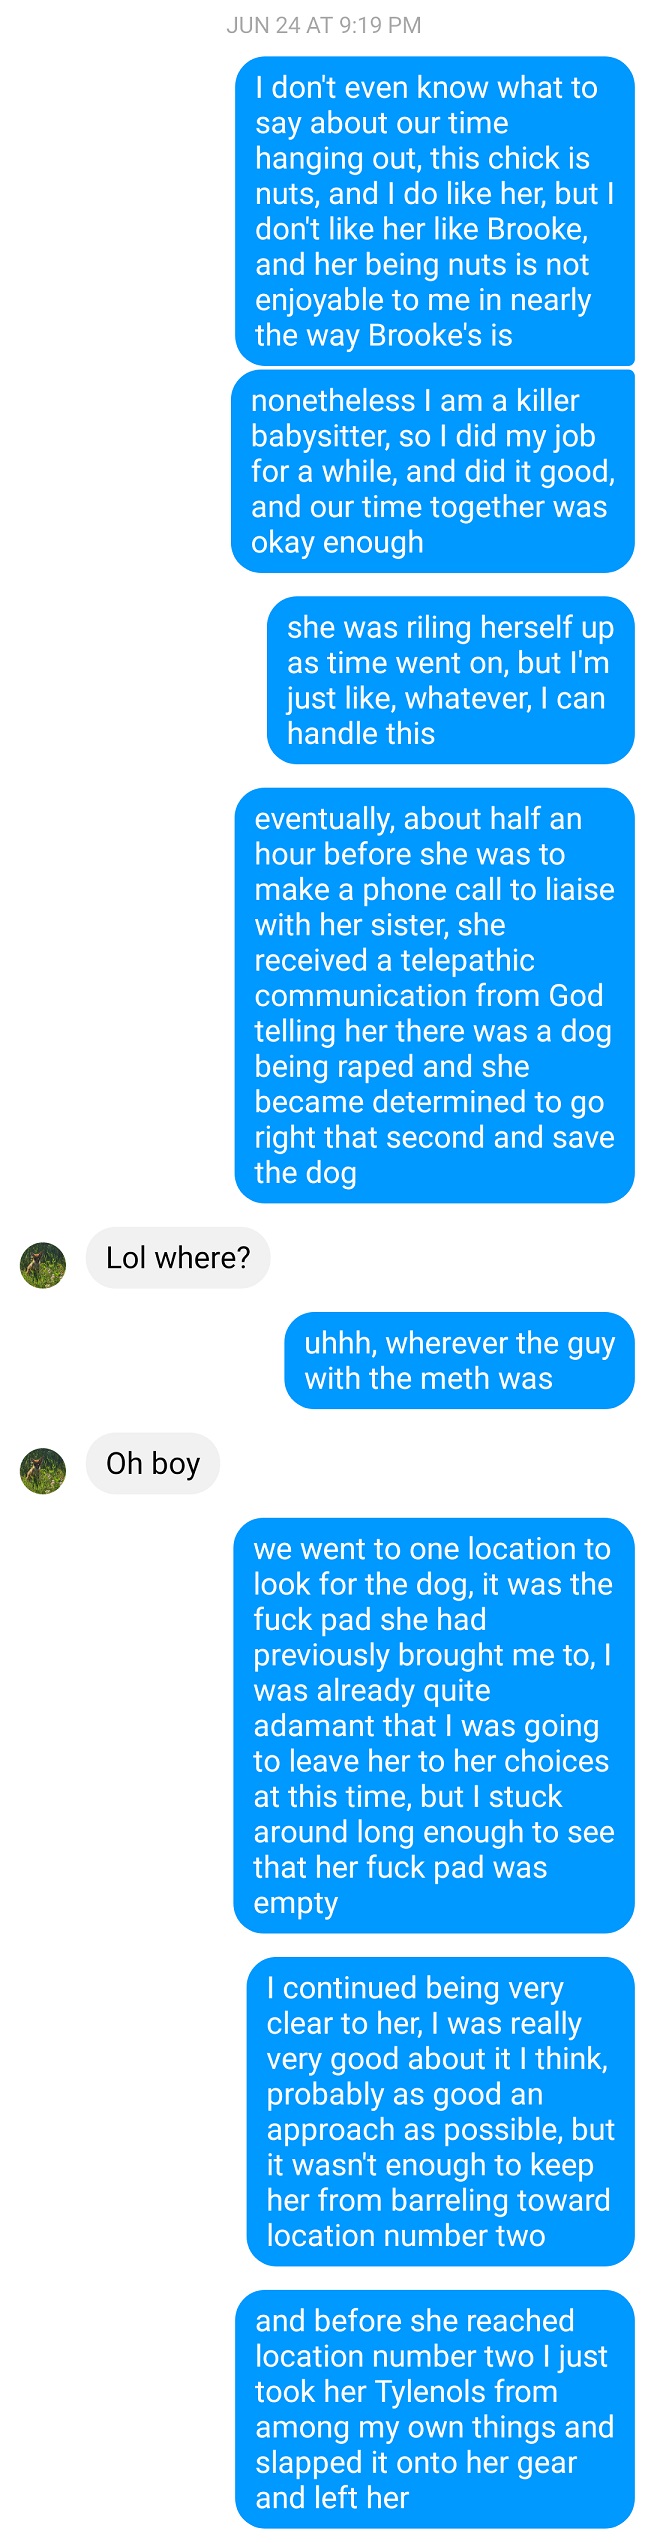 JUN 24 AT 9:19 PM
I don't even know what to
say about our time
hanging out, this chick is
nuts, and I do like her, but I
don't like her like Brooke,
and her being nuts is not
enjoyable to me in nearly
the way Brooke's is
nonetheless I am a killer
babysitter, so I did my job
for a while, and did it good,
and our time together was
okay enough
she was riling herself up
as time went on, but I'm
just like, whatever, I can
handle this
eventually, about half an
hour before she was to
make a phone call to liaise
with her sister, she
received a telepathic
communication from God
telling her there was a dog
being raped and she
became determined to go
right that second and save
the dog
Lol where?
uhhh, wherever the guy
with the meth was
Oh boy
we went to one location to
look for the dog, it was the
fuck pad she had
previously brought me to, I
was already quite
adamant that I was going
to leave her to her choices
at this time, but I stuck
around long enough to see
that her fuck pad was
empty
I continued being very
clear to her, I was really
very good about it I think,
probably as good an
approach as possible, but
it wasn't enough to keep
her from barreling toward
location number two
and before she reached
location number two I just
took her Tylenols from
among my own things and
slapped it onto her gear
and left her